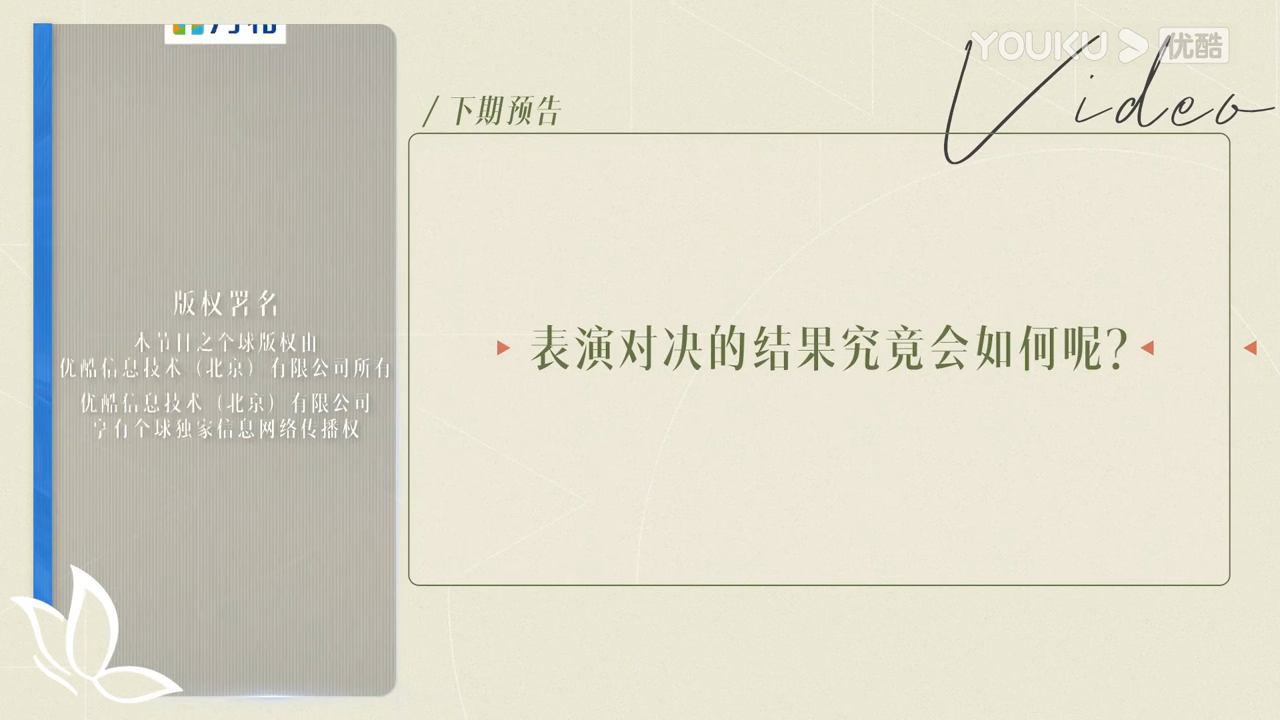 YOUKU 优酷
Video
/ 下期预告
表演对决的结果究竟会如何呢?
版权署名
本节目之全球版权由
优酷信息技术（北京）有限公司所有
优酷信息技术（北京）有限公司
享有全球独家信息网络传播权